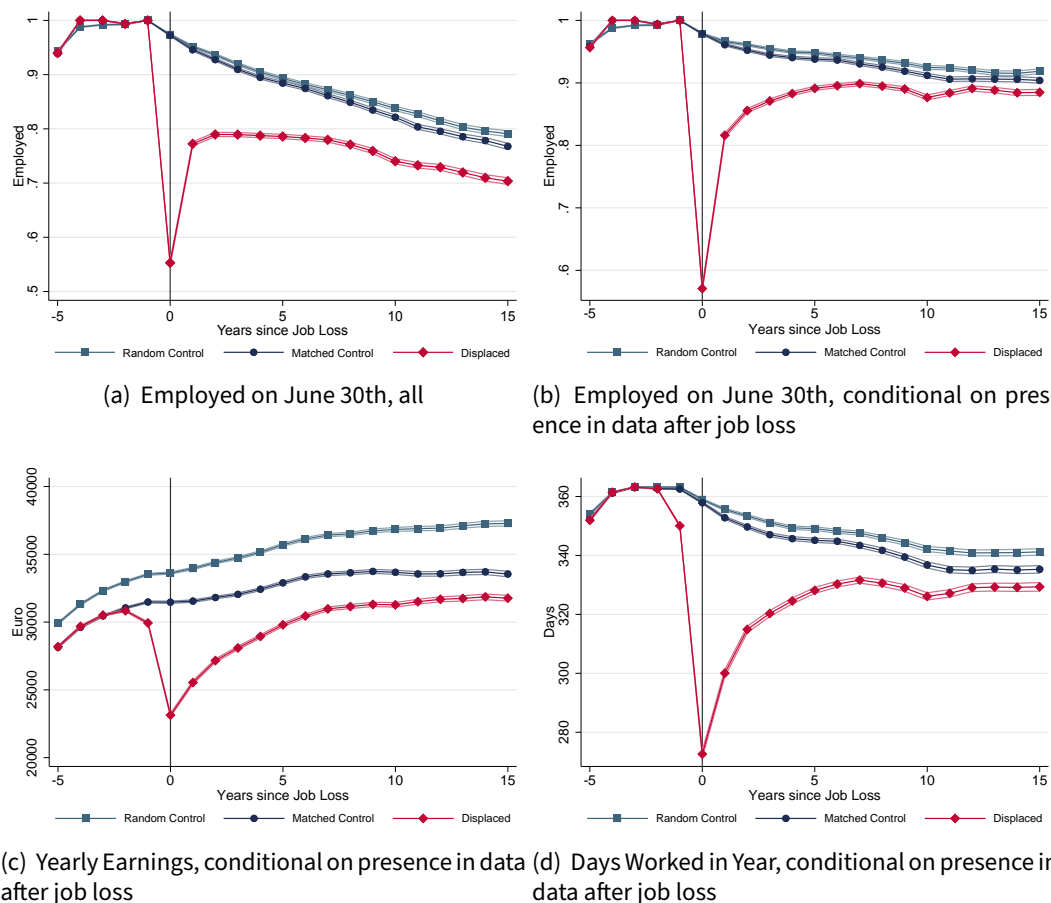 Employed
1
.9
.8
.7
.6
.5
-5 0 5 10 15
Years since Job Loss
Random Control Matched Control Displaced
(a) Employed on June 30th, all
Employed
1
.9
.8
.7
.6
-5 0 5 10 15
Years since Job Loss
Random Control Matched Control Displaced
(b) Employed on June 30th, conditional on pres
ence in data after job loss
Euro
40000
35000
30000
25000
20000
-5 0 5 10 15
Years since Job Loss
Random Control Matched Control Displaced
(c) Yearly Earnings, conditional on presence in data
after job loss
Days
360
340
320
300
280
-5 0 5 10 15
Years since Job Loss
Random Control Matched Control Displaced
(d) Days Worked in Year, conditional on presence in
data after job loss